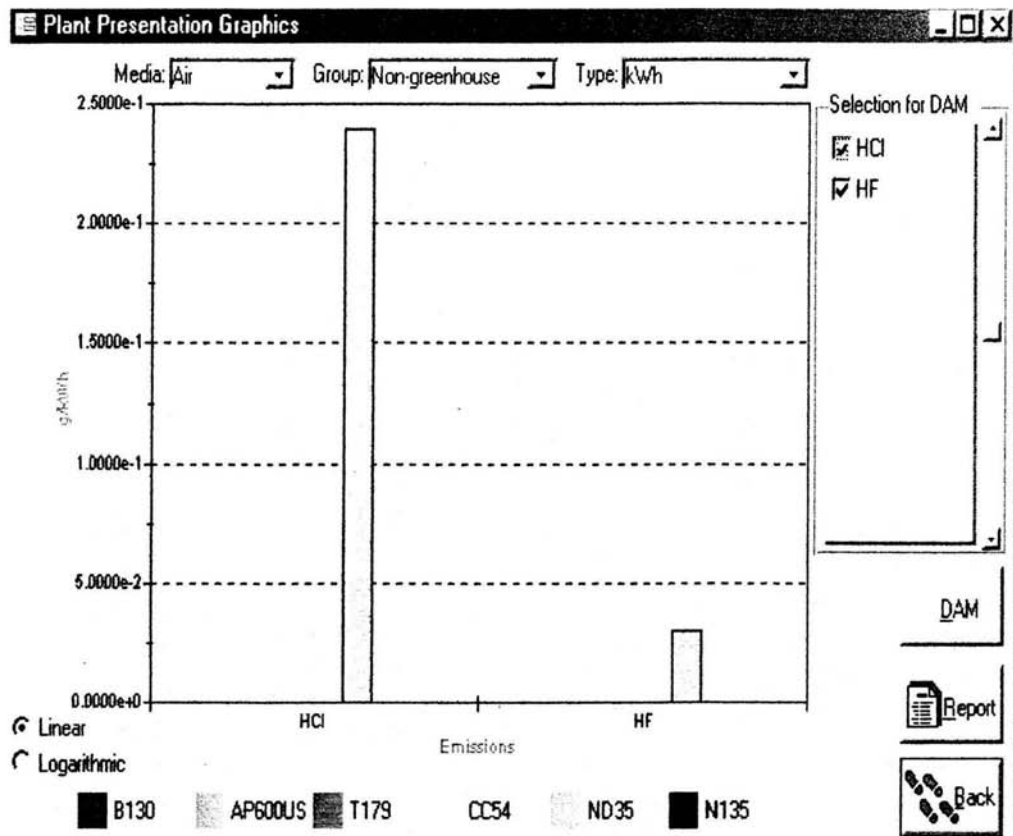 Plant Presentation Graphics
Media: Air Group: Non-greenhouse Type: kWh
2.5000e-1
2.0000e-1
1.5000e-1
1.0000e-1
5.0000e-2
0.0000e+0
g/kWh
HCl HF
Emissions
Selection for DAM
HCl
HF
DAM
Report
Back
Linear
Logarithmic
B130 AP600US T179 CC54 ND35 N135